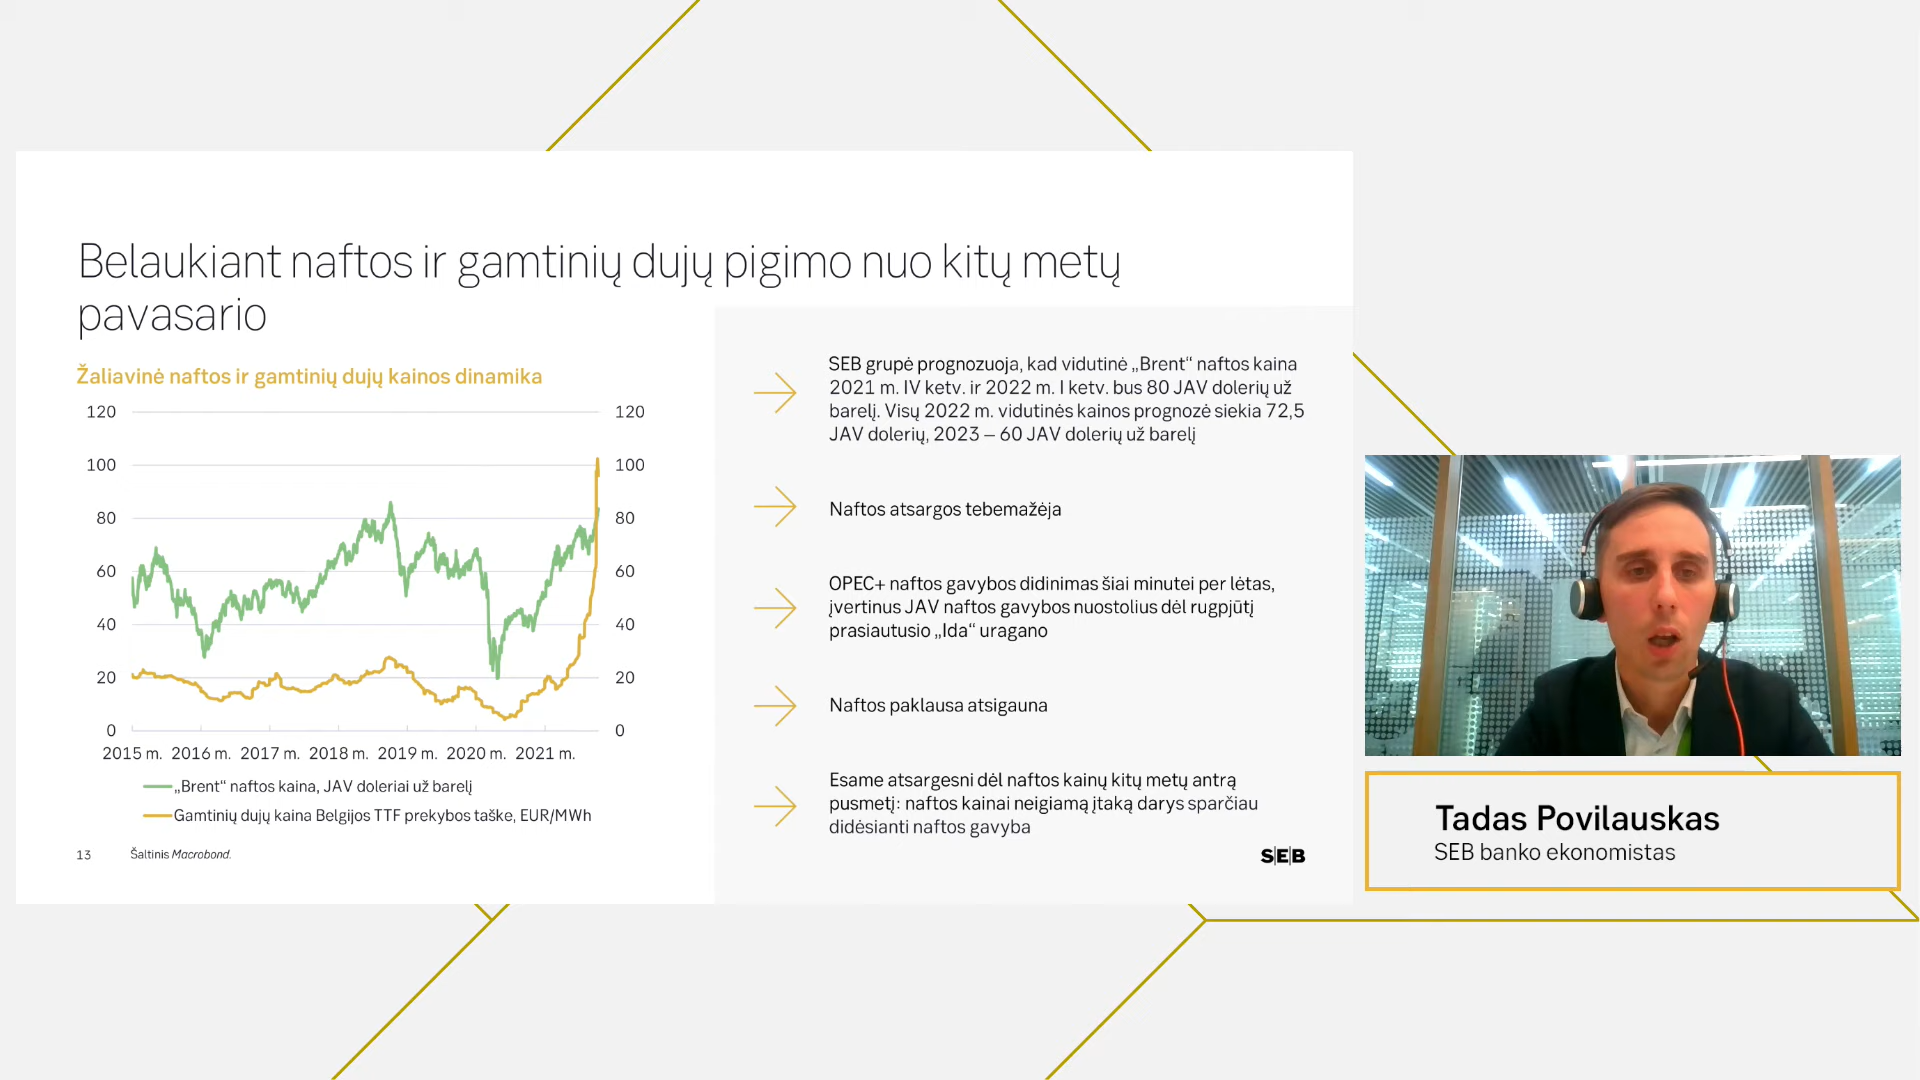 Belaukiant naftos ir gamtinių dujų pigimo nuo kitų metų
pavasario
Žaliavinė naftos ir gamtinių dujų kainos dinamika
120
100
80
60
40
20
0
120
100
80
60
40
20
0
2015 m. 2016 m. 2017 m. 2018 m. 2019 m. 2020 m. 2021 m.
„Brent“ naftos kaina, JAV doleriai už barelį
Gamtinių dujų kaina Belgijos TTF prekybos taške, EUR/MWh
13
Šaltinis Macrobond.
SEB grupė prognozuoja, kad vidutinė „Brent“ naftos kaina
2021 m. IV ketv. ir 2022 m. I ketv. bus 80 JAV dolerių už
barelį. Visų 2022 m. vidutinės kainos prognozė siekia 72,5
JAV dolerių, 2023 – 60 JAV dolerių už barelį
Naftos atsargos tebemažėja
OPEC+ naftos gavybos didinimas šiai minutei per lėtas,
įvertinus JAV naftos gavybos nuostolius dėl rugpjūtį
prasiautusio „Ida“ uragano
Naftos paklausa atsigauna
Esame atsargesni dėl naftos kainų kitų metų antrą
pusmetį: naftos kainai neigiamą įtaką darys sparčiau
didėsianti naftos gavyba
SEB
Tadas Povilauskas
SEB banko ekonomistas